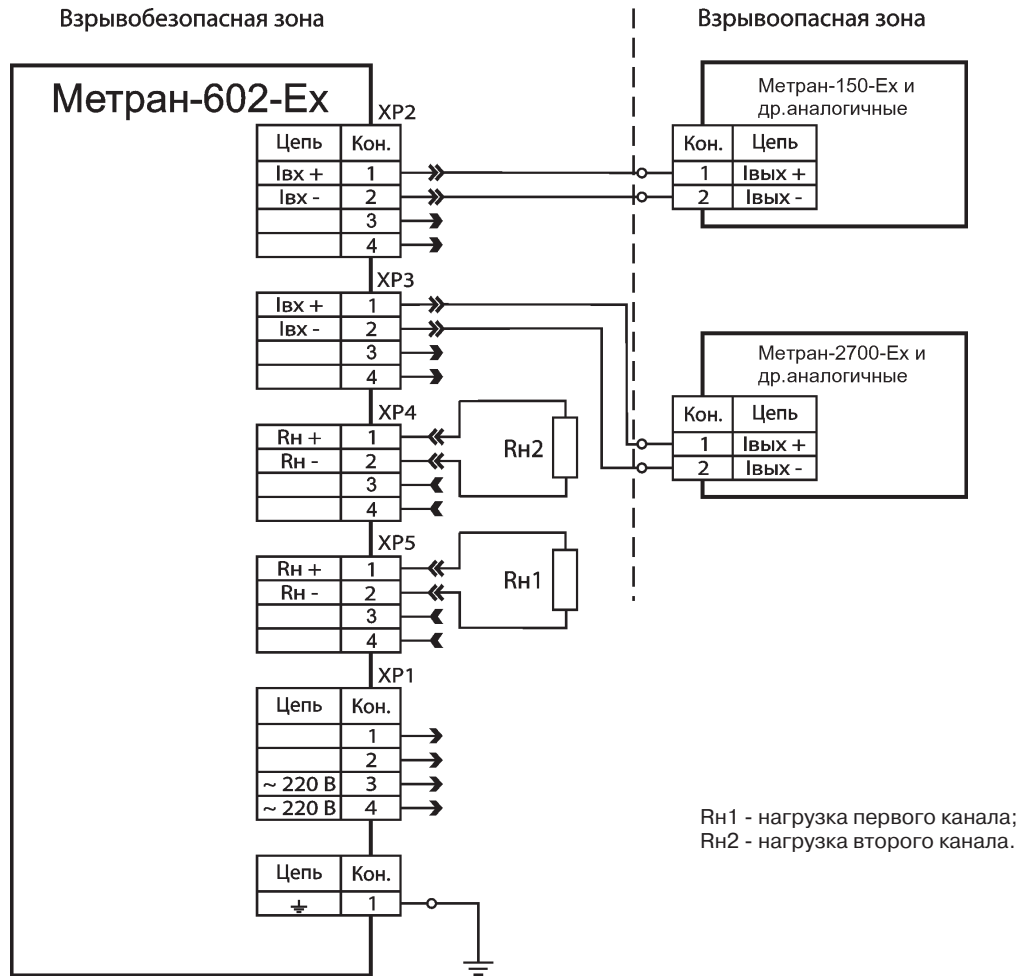 Взрывобезопасная зона
Взрывоопасная зона
Метран-602-Ех
XP2
Цепь Кон.
Iвх + 1
Iвх - 2
3
4
XP3
Iвх + 1
Iвх - 2
3
4
XP4
Rн + 1
Rн - 2
3
4
Rн2
XP5
Rн + 1
Rн - 2
3
4
Rн1
XP1
Цепь Кон.
1
2
~ 220 В 3
~ 220 В 4
Цепь Кон.
1
Метран-150-Ех и
др.аналогичные
Кон. Цепь
1 Iвых +
2 Iвых -
Метран-2700-Ех и
др.аналогичные
Кон. Цепь
1 Iвых +
2 Iвых -
Rн1 - нагрузка первого канала;
Rн2 - нагрузка второго канала.